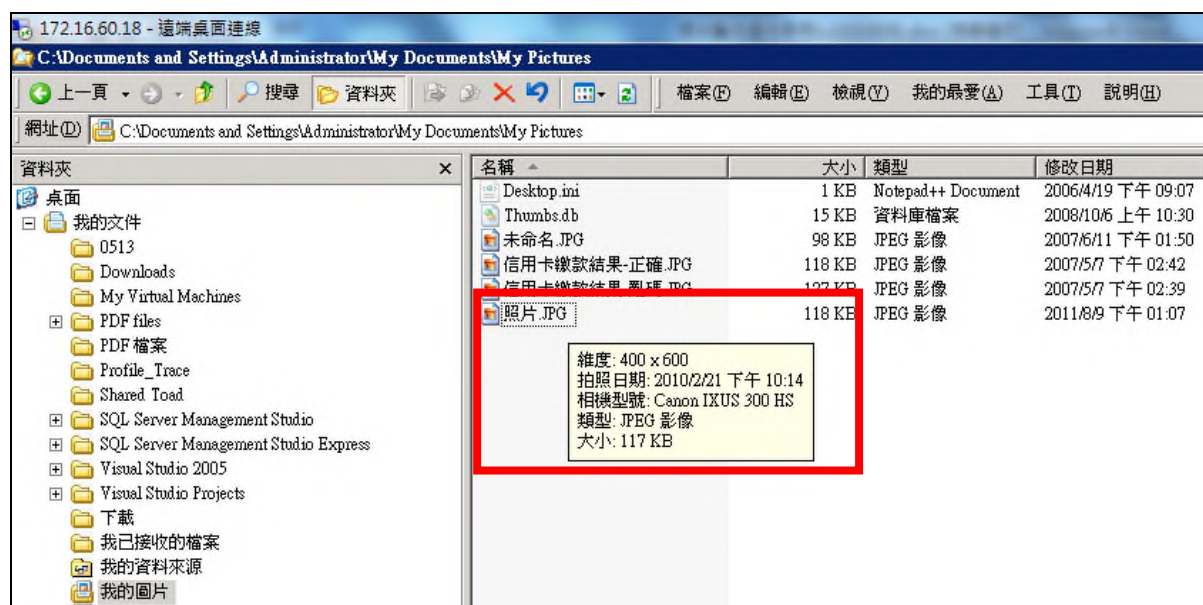 172.16.60.18 - 遠端桌面連線
C:\Documents and Settings\Administrator\My Documents\My Pictures
上一頁 搜尋 資料夾 檔案(F) 編輯(E) 檢視(V) 我的最愛(A) 工具(T) 說明(H)
網址(D) C:\Documents and Settings\Administrator\My Documents\My Pictures
資料夾
桌面
我的文件
0513
Downloads
My Virtual Machines
PDF files
PDF 檔案
Profile_Trace
Shared Toad
SQL Server Management Studio
SQL Server Management Studio Express
Visual Studio 2005
Visual Studio Projects
下載
我已接收的檔案
我的資料來源
我的圖片
名稱 大小 類型 修改日期
Desktop.ini 1 KB Notepad++ Document 2006/4/19 下午 09:07
Thumbs.db 15 KB 資料庫檔案 2008/10/6 上午 10:30
未命名.JPG 98 KB JPEG 影像 2007/6/11 下午 01:50
信用卡繳款結果-正確.JPG 118 KB JPEG 影像 2007/5/7 下午 02:42
信用卡繳款結果-亂碼.JPG 127 KB JPEG 影像 2007/5/7 下午 02:39
照片.JPG 118 KB JPEG 影像 2011/8/9 下午 01:07
維度: 400 x 600
拍照日期: 2010/2/21 下午 10:14
相機型號: Canon IXUS 300 HS
類型: JPEG 影像
大小: 117 KB